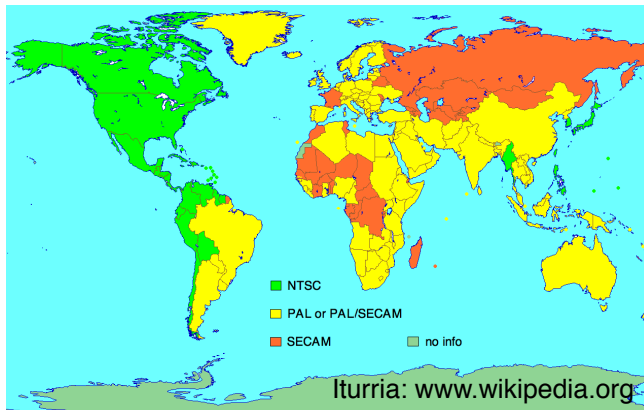 NTSC
PAL or PAL/SECAM
SECAM
no info
Iturria: www.wikipedia.org